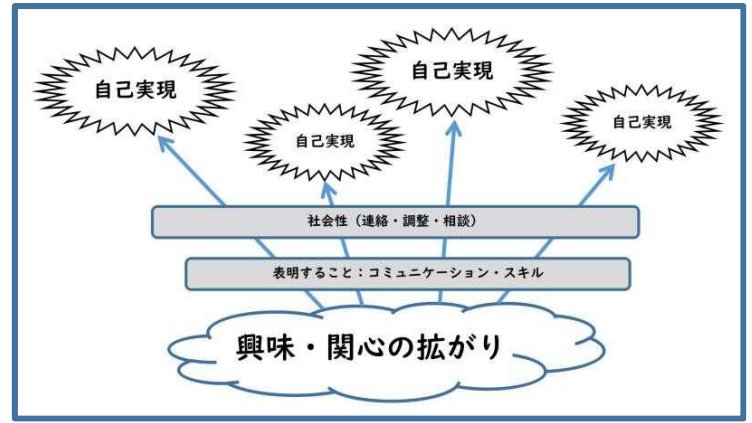 自己実現
自己実現
自己実現
自己実現
社会性（連絡・調整・相談）
表明すること：コミュニケーション・スキル
興味・関心の拡がり